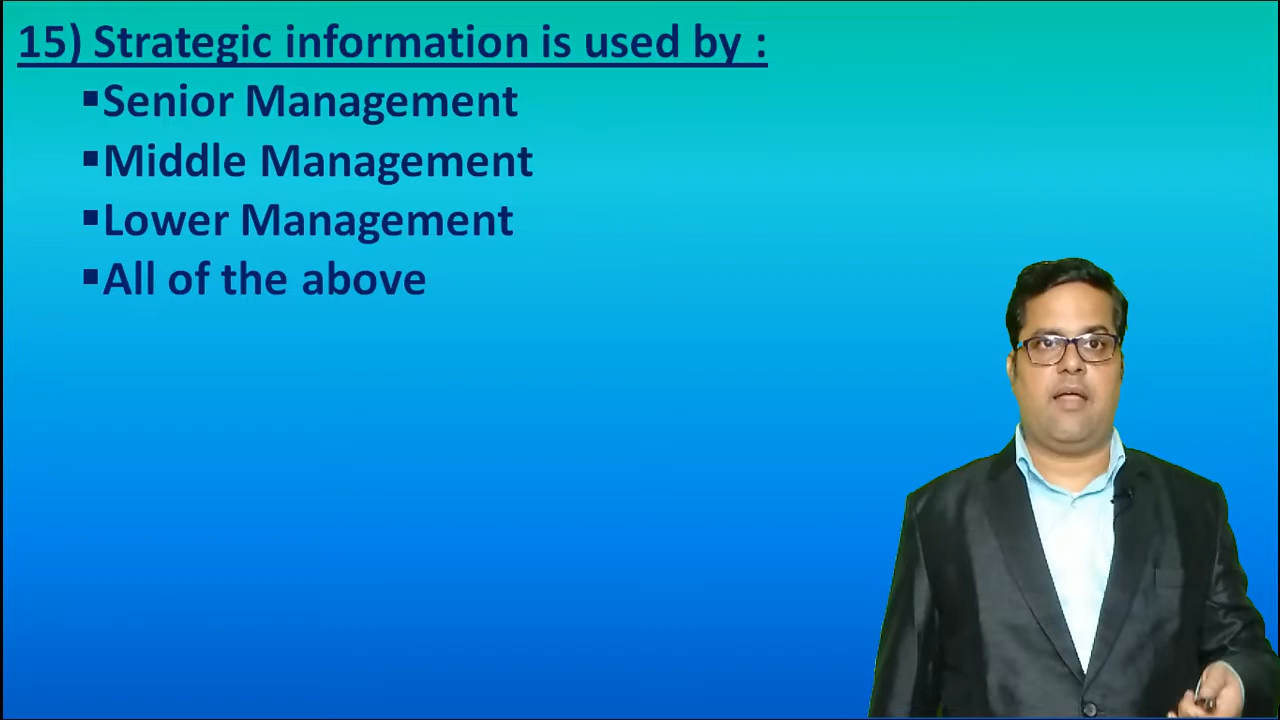 15) Strategic information is used by :
▪Senior Management
▪Middle Management
▪Lower Management
▪All of the above